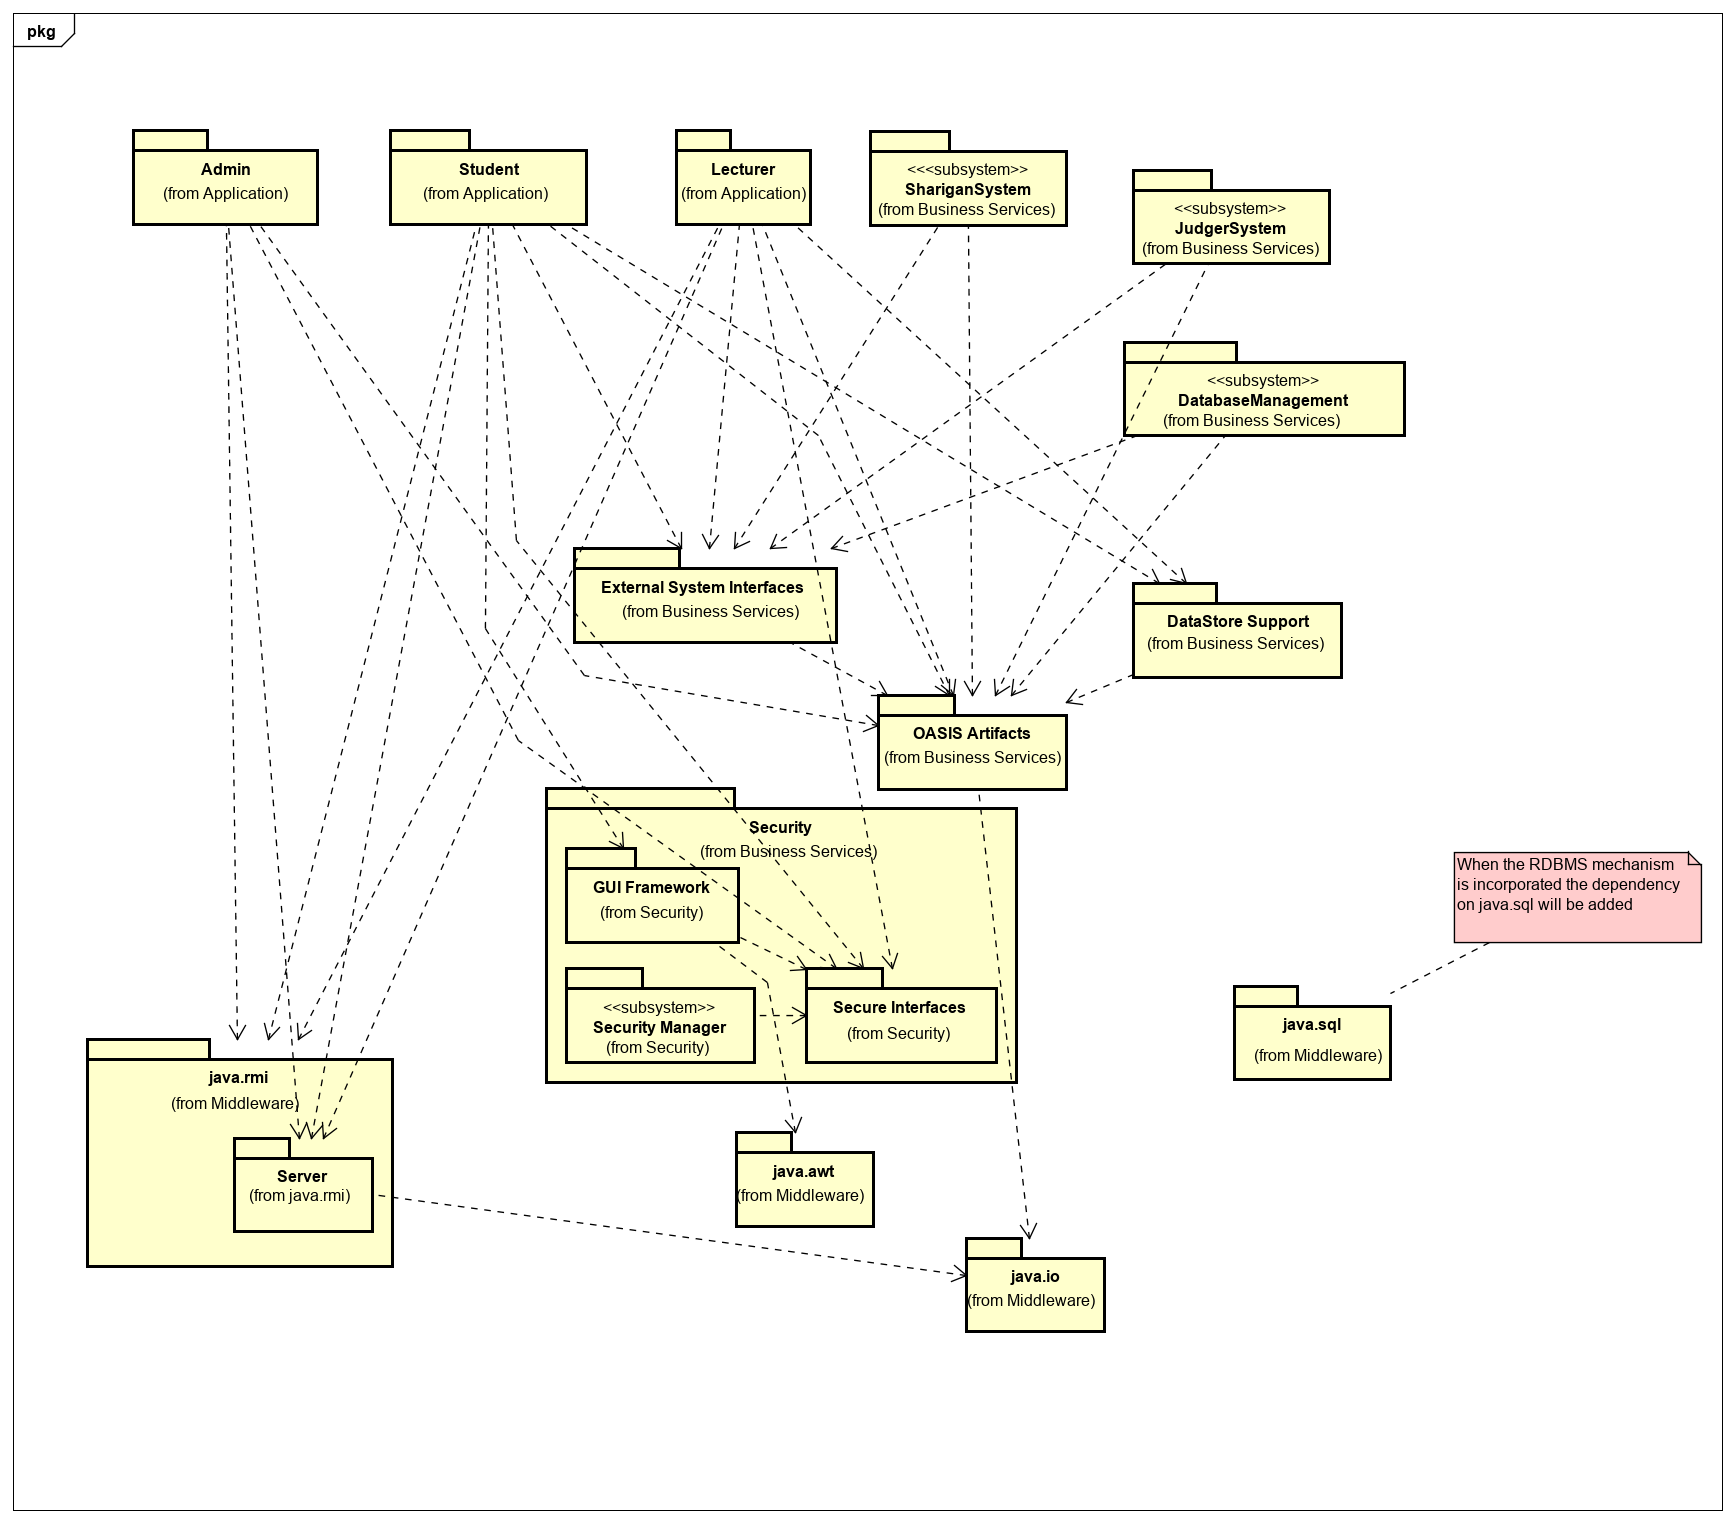 pkg
Admin
(from Application)
Student
(from Application)
Lecturer
(from Application)
<<<subsystem>>
ShariganSystem
(from Business Services)
<<subsystem>>
JudgerSystem
(from Business Services)
<<subsystem>>
DatabaseManagement
(from Business Services)
External System Interfaces
(from Business Services)
DataStore Support
(from Business Services)
OASIS Artifacts
(from Business Services)
Security
(from Business Services)
GUI Framework
(from Security)
<<subsystem>>
Security Manager
(from Security)
Secure Interfaces
(from Security)
When the RDBMS mechanism
is incorporated the dependency
on java.sql will be added
java.sql
(from Middleware)
java.rmi
(from Middleware)
Server
(from java.rmi)
java.awt
(from Middleware)
java.io
(from Middleware)